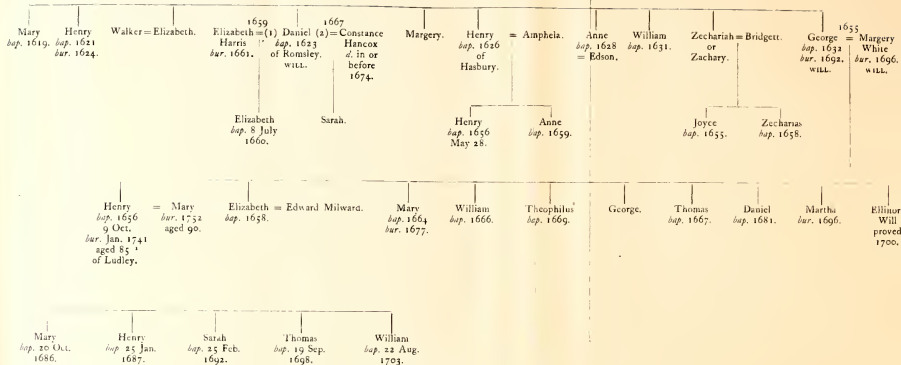 Mary
bap. 1619.
Henry
bap. 1621
bur. 1624.
Walker = Elizabeth.
1659
Elizabeth = (1) Daniel (2) = Constance
1667
Harris
bur. 1661.
bap. 1623
of Romsley.
WILL.
Hancox
d. in or
before
1674.
Margery.
Henry = Amphela.
bap. 1626
of
Hasbury.
Anne
bap. 1628
= Edson.
William
bap. 1631.
Zechariah = Bridgett.
or
Zachary.
1655
George = Margery
bap. 1632
bur. 1692.
WILL.
White
bur. 1696.
WILL.
Elizabeth
bap. 8 July
1660.
Sarah.
Henry
bap. 1656
May 28.
Anne
bap. 1659.
Joyce
bap. 1655.
Zecharias
bap. 1658.
Henry = Mary
bap. 1656
9 Oct.
bur. Jan. 1741
aged 85 ¹
of Ludley.
bur. 1752
aged 90.
Elizabeth = Edward Milward.
bap. 1658.
Mary
bap. 1664
bur. 1677.
William
bap. 1666.
Theophilus
bap. 1669.
George.
Thomas
bap. 1667.
Daniel
bap. 1681.
Martha
bur. 1696.
Ellinor
Will
proved
1700.
Mary
bap. 20 Oct.
1686.
Henry
bap. 25 Jan.
1687.
Sarah
bap. 25 Feb.
1692.
Thomas
bap. 19 Sep.
1698.
William
bap. 22 Aug.
1703.